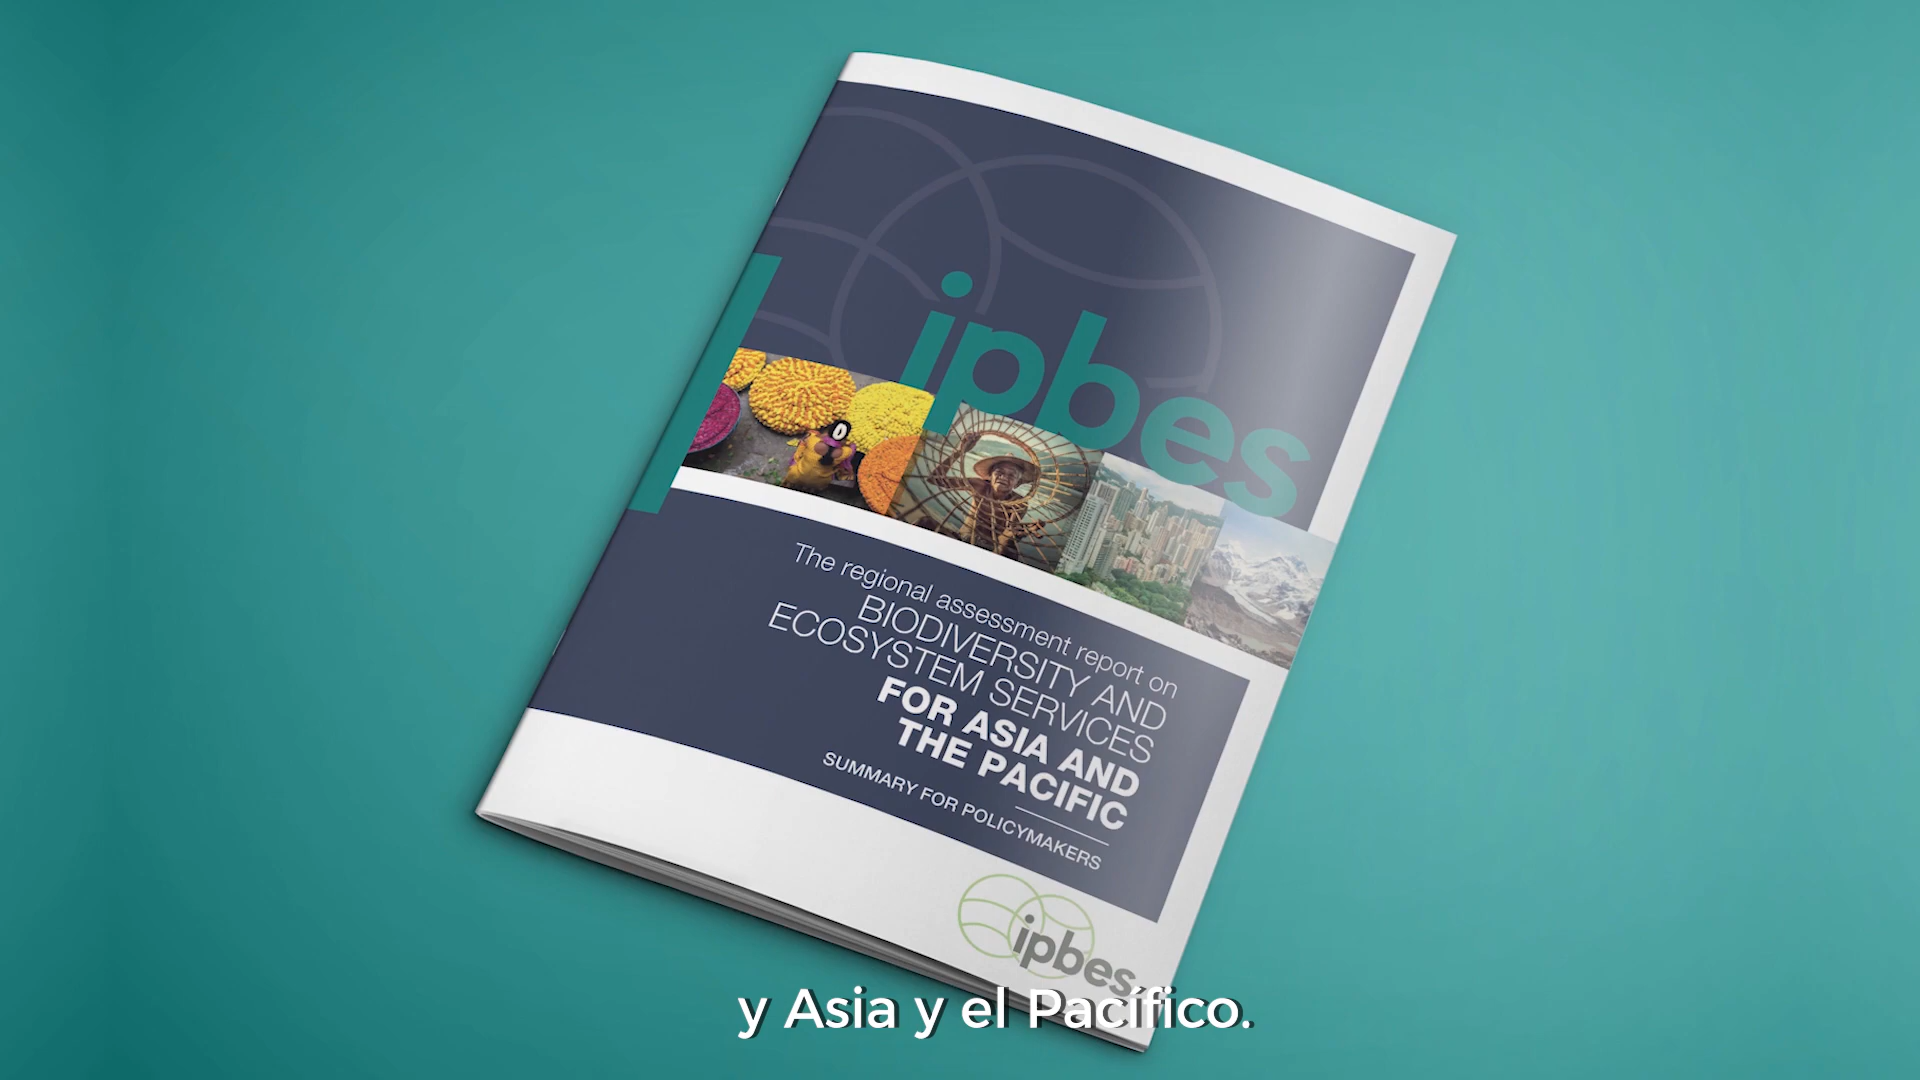 ipbes
The regional assessment report on
BIODIVERSITY AND
ECOSYSTEM SERVICES
FOR ASIA AND
THE PACIFIC
SUMMARY FOR POLICYMAKERS
ipbes
y Asia y el Pacífico.